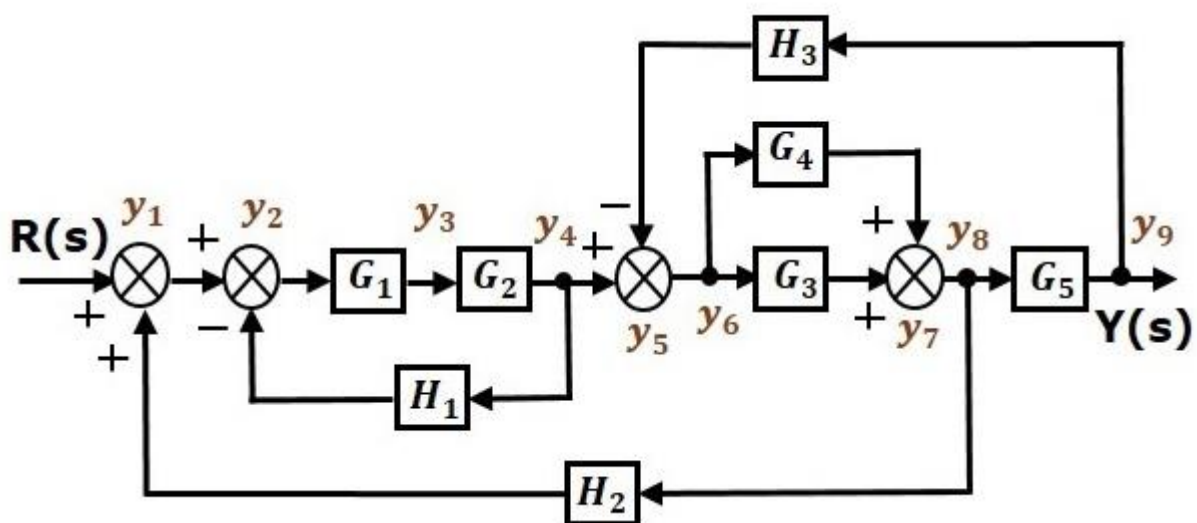 H₃
G₄
−
y₁
y₂
y₃
y₄
+
y₈
y₉
R(s)
+
+
G₁
G₂
G₃
G₅
+
−
y₅
y₆
+
y₇
Y(s)
+
H₁
H₂